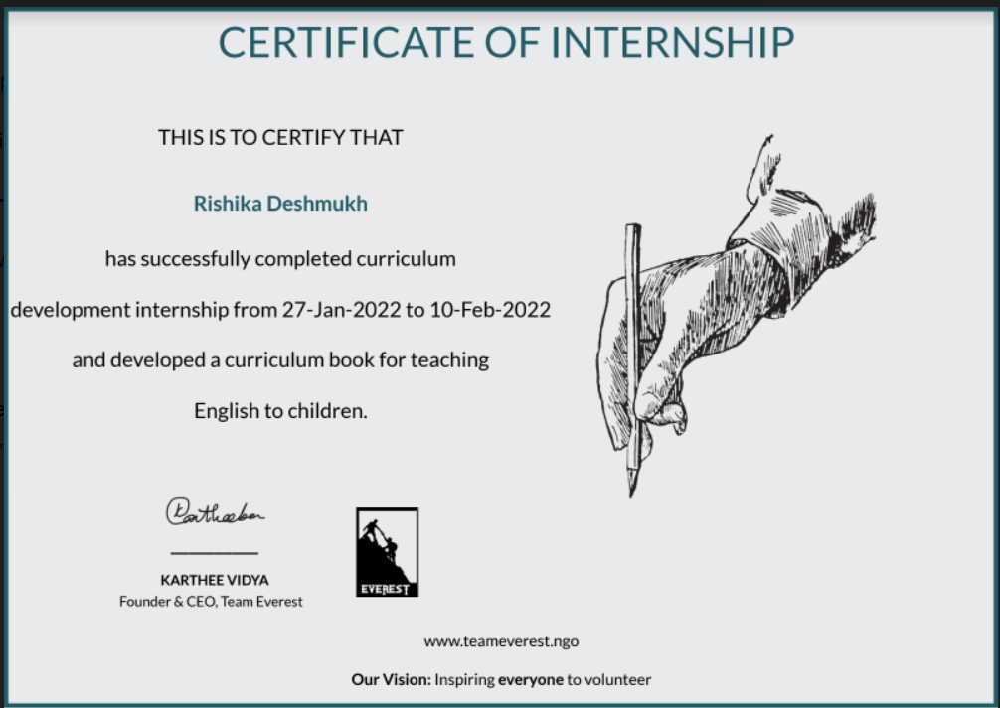 CERTIFICATE OF INTERNSHIP
THIS IS TO CERTIFY THAT
Rishika Deshmukh
has successfully completed curriculum
development internship from 27-Jan-2022 to 10-Feb-2022
and developed a curriculum book for teaching
English to children.
KARTHEE VIDYA
Founder & CEO, Team Everest
EVEREST
www.teameverest.ngo
Our Vision: Inspiring everyone to volunteer